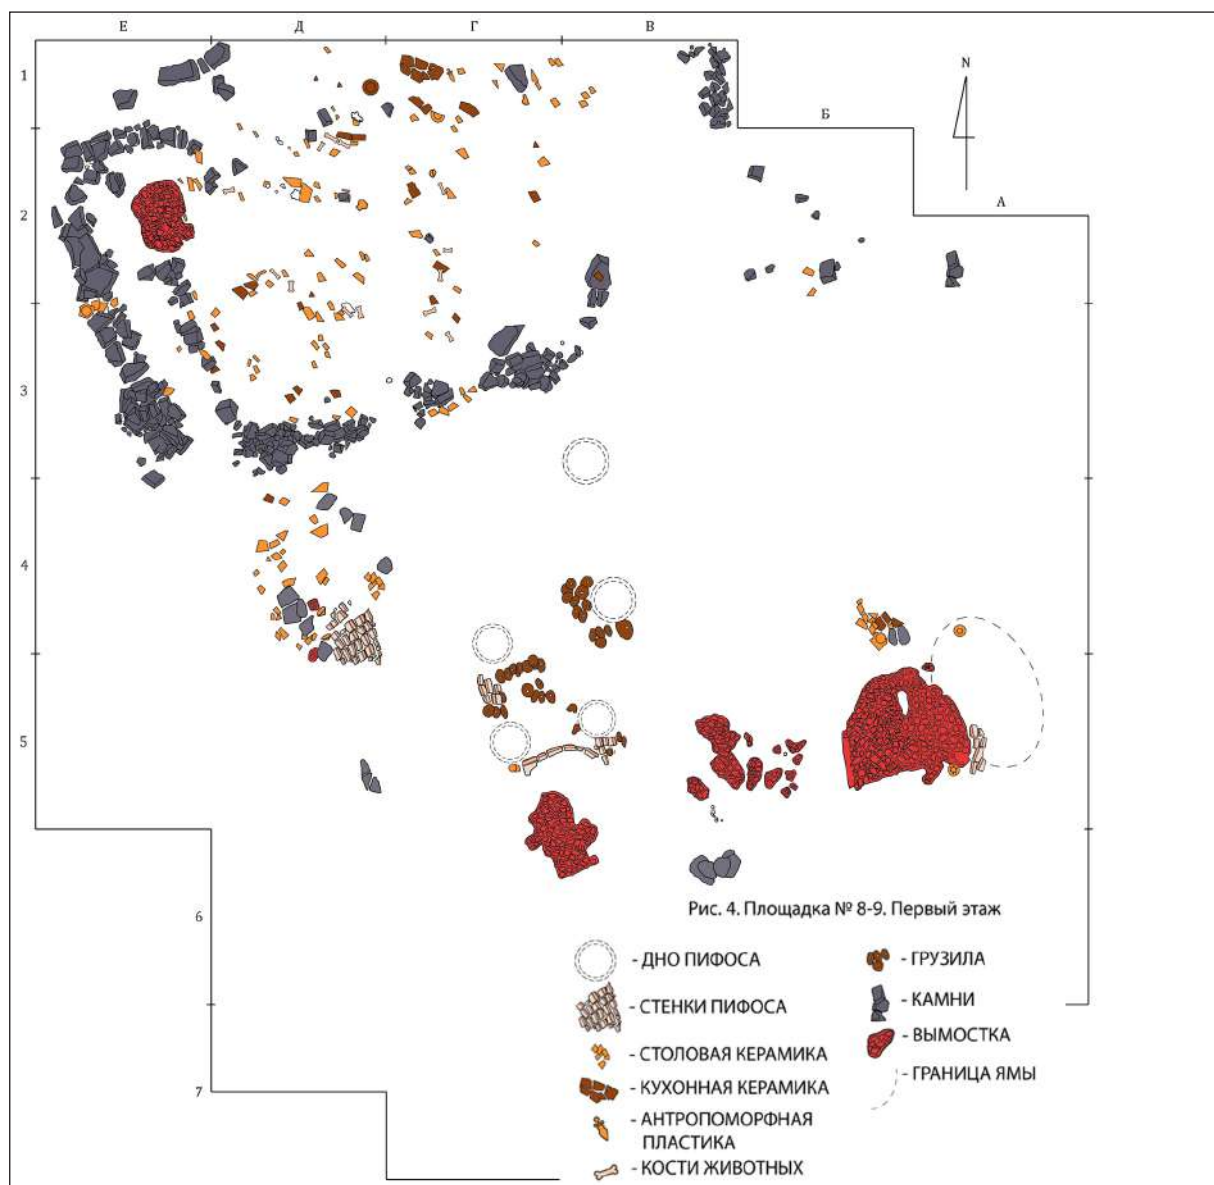 Е Д Г В
1
N
Б
А
2
3
4
5
6
Рис. 4. Площадка № 8-9. Первый этаж
- ДНО ПИФОСА
- ГРУЗИЛА
- СТЕНКИ ПИФОСА
- КАМНИ
- СТОЛОВАЯ КЕРАМИКА
- ВЫМОСТКА
- КУХОННАЯ КЕРАМИКА
- ГРАНИЦА ЯМЫ
7
- АНТРОПОМОРФНАЯ
ПЛАСТИКА
- КОСТИ ЖИВОТНЫХ